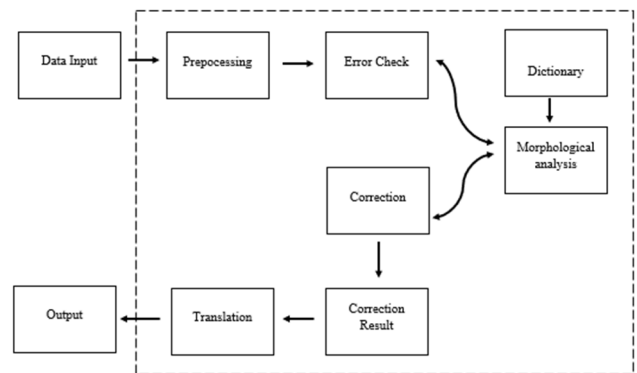 Data Input
Prepocessing
Error Check
Dictionary
Morphological
analysis
Correction
Output
Translation
Correction
Result